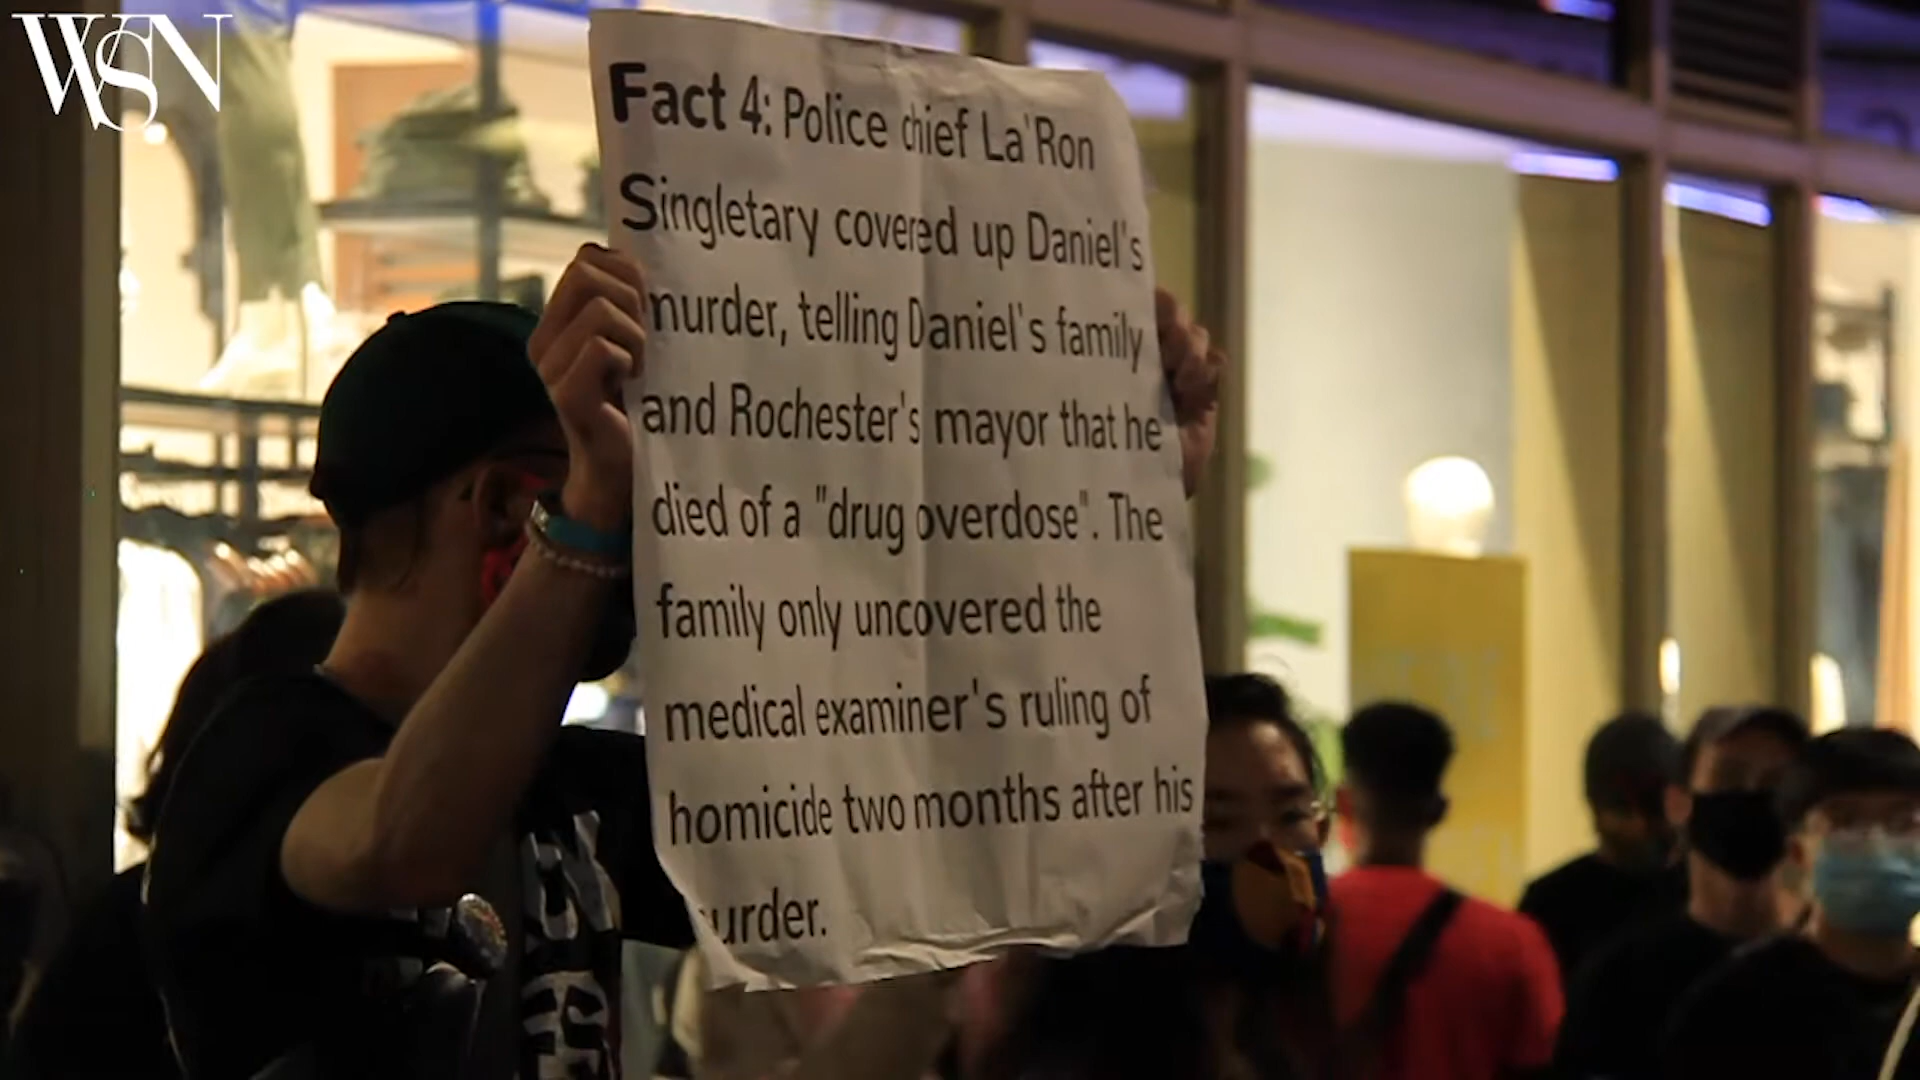 WSN
Fact 4: Police chief La'Ron
Singletary covered up Daniel's
murder, telling Daniel's family
and Rochester's mayor that he
died of a "drug overdose". The
family only uncovered the
medical examiner's ruling of
homicide two months after his
murder.